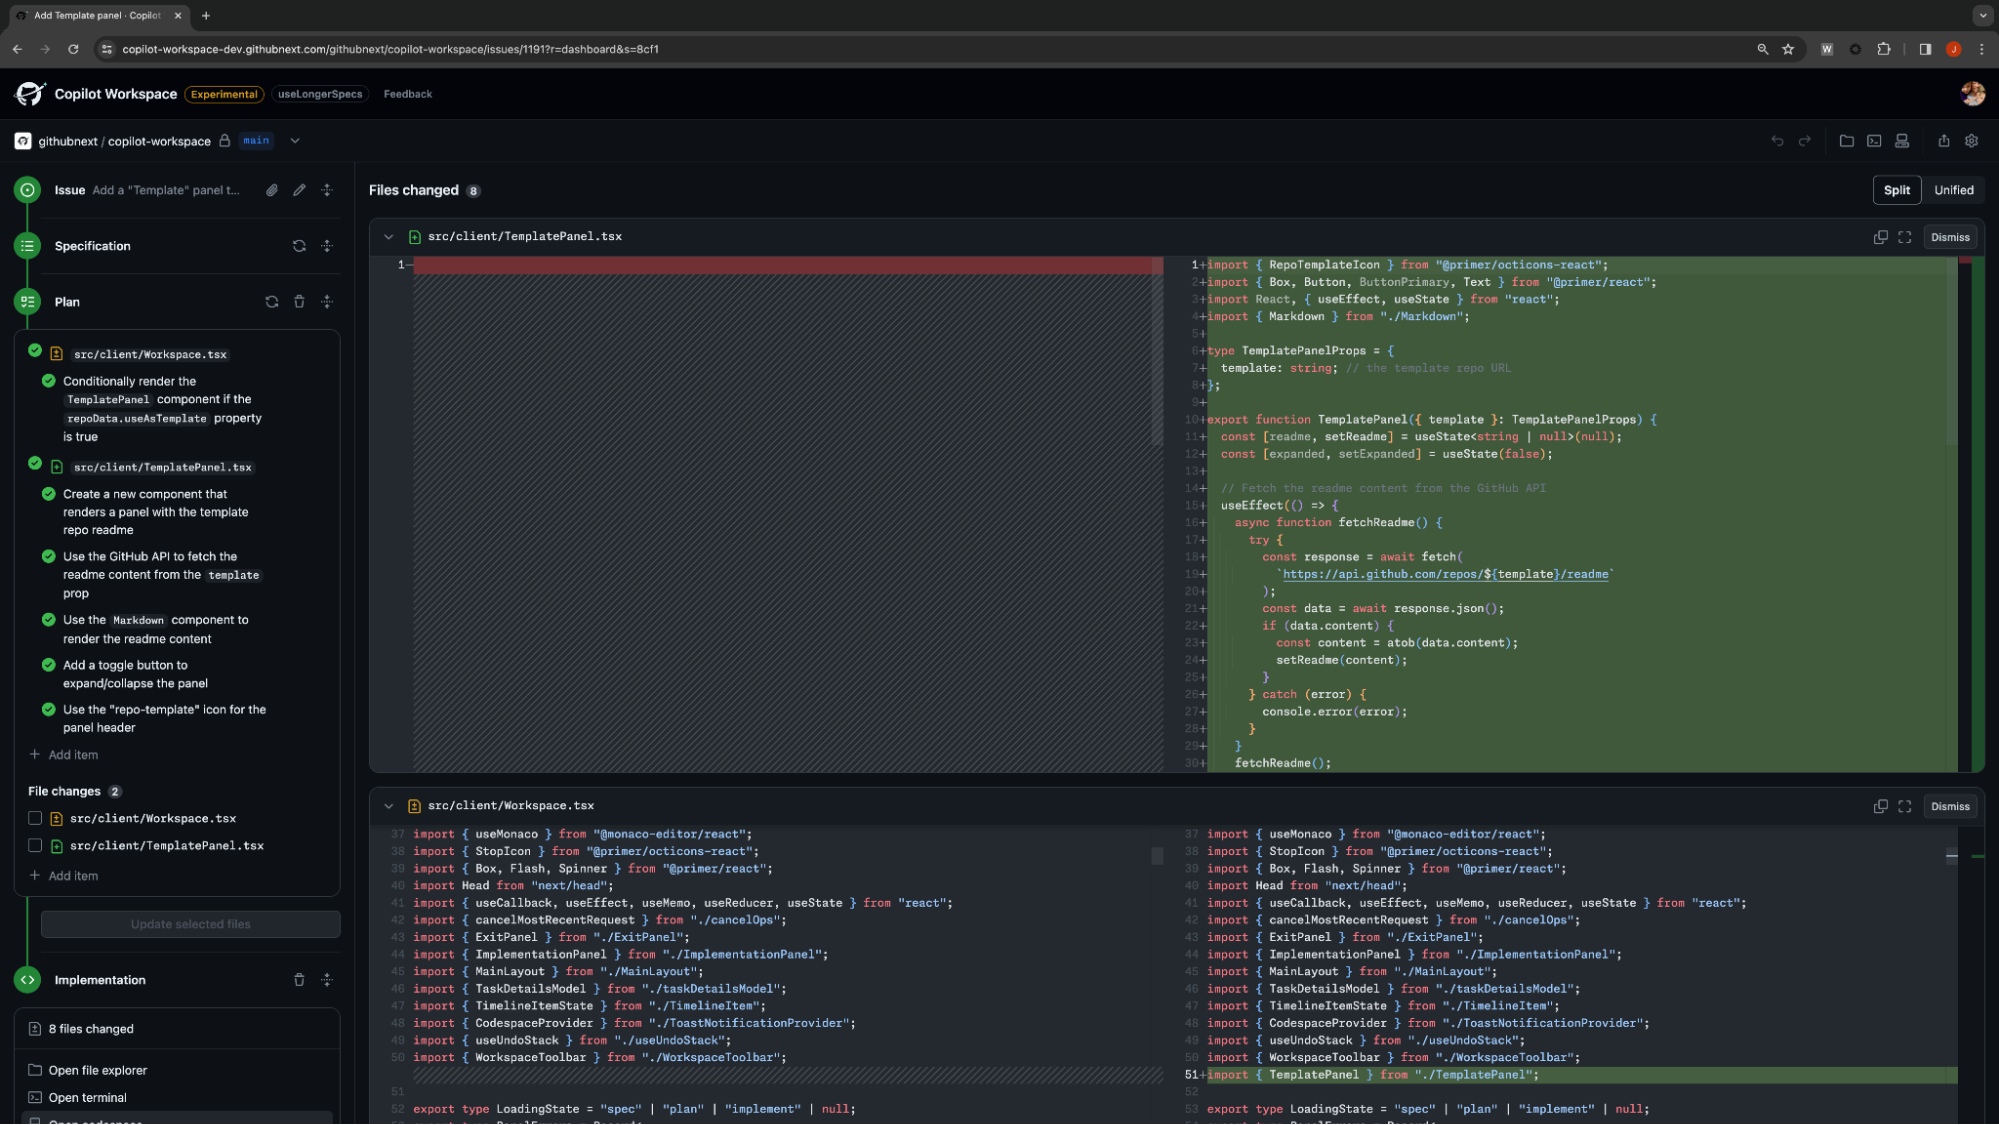 Add Template panel · Copilot
copilot-workspace-dev.githubnext.com/githubnext/copilot-workspace/issues/1191?r=dashboard&s=8cf1
W
J
Copilot Workspace Experimental useLongerSpecs Feedback
githubnext / copilot-workspace main
Issue Add a "Template" panel t...
Specification
Plan
src/client/Workspace.tsx
Conditionally render the
TemplatePanel component if the
repoData.useAsTemplate property
is true
src/client/TemplatePanel.tsx
Create a new component that
renders a panel with the template
repo readme
Use the GitHub API to fetch the
readme content from the template
prop
Use the Markdown component to
render the readme content
Add a toggle button to
expand/collapse the panel
Use the "repo-template" icon for the
panel header
Add item
File changes 2
src/client/Workspace.tsx
src/client/TemplatePanel.tsx
Add item
Update selected files
Implementation
8 files changed
Open file explorer
Open terminal
Files changed 8
Split Unified
src/client/TemplatePanel.tsx
Dismiss
1−
1+import { RepoTemplateIcon } from "@primer/octicons-react";
2+import { Box, Button, ButtonPrimary, Text } from "@primer/react";
3+import React, { useEffect, useState } from "react";
4+import { Markdown } from "./Markdown";
5+
6+type TemplatePanelProps = {
7+  template: string; // the template repo URL
8+};
9+
10+export function TemplatePanel({ template }: TemplatePanelProps) {
11+  const [readme, setReadme] = useState<string | null>(null);
12+  const [expanded, setExpanded] = useState(false);
13+
14+  // Fetch the readme content from the GitHub API
15+  useEffect(() => {
16+    async function fetchReadme() {
17+      try {
18+        const response = await fetch(
19+          `https://api.github.com/repos/${template}/readme`
20+        );
21+        const data = await response.json();
22+        if (data.content) {
23+          const content = atob(data.content);
24+          setReadme(content);
25+        }
26+      } catch (error) {
27+        console.error(error);
28+      }
29+    }
30+    fetchReadme();
src/client/Workspace.tsx
Dismiss
37 import { useMonaco } from "@monaco-editor/react";
38 import { StopIcon } from "@primer/octicons-react";
39 import { Box, Flash, Spinner } from "@primer/react";
40 import Head from "next/head";
41 import { useCallback, useEffect, useMemo, useReducer, useState } from "react";
42 import { cancelMostRecentRequest } from "./cancelOps";
43 import { ExitPanel } from "./ExitPanel";
44 import { ImplementationPanel } from "./ImplementationPanel";
45 import { MainLayout } from "./MainLayout";
46 import { TaskDetailsModel } from "./taskDetailsModel";
47 import { TimelineItemState } from "./TimelineItem";
48 import { CodespaceProvider } from "./ToastNotificationProvider";
49 import { useUndoStack } from "./useUndoStack";
50 import { WorkspaceToolbar } from "./WorkspaceToolbar";
51
52 export type LoadingState = "spec" | "plan" | "implement" | null;
37 import { useMonaco } from "@monaco-editor/react";
38 import { StopIcon } from "@primer/octicons-react";
39 import { Box, Flash, Spinner } from "@primer/react";
40 import Head from "next/head";
41 import { useCallback, useEffect, useMemo, useReducer, useState } from "react";
42 import { cancelMostRecentRequest } from "./cancelOps";
43 import { ExitPanel } from "./ExitPanel";
44 import { ImplementationPanel } from "./ImplementationPanel";
45 import { MainLayout } from "./MainLayout";
46 import { TaskDetailsModel } from "./taskDetailsModel";
47 import { TimelineItemState } from "./TimelineItem";
48 import { CodespaceProvider } from "./ToastNotificationProvider";
49 import { useUndoStack } from "./useUndoStack";
50 import { WorkspaceToolbar } from "./WorkspaceToolbar";
51+import { TemplatePanel } from "./TemplatePanel";
52
53 export type LoadingState = "spec" | "plan" | "implement" | null;